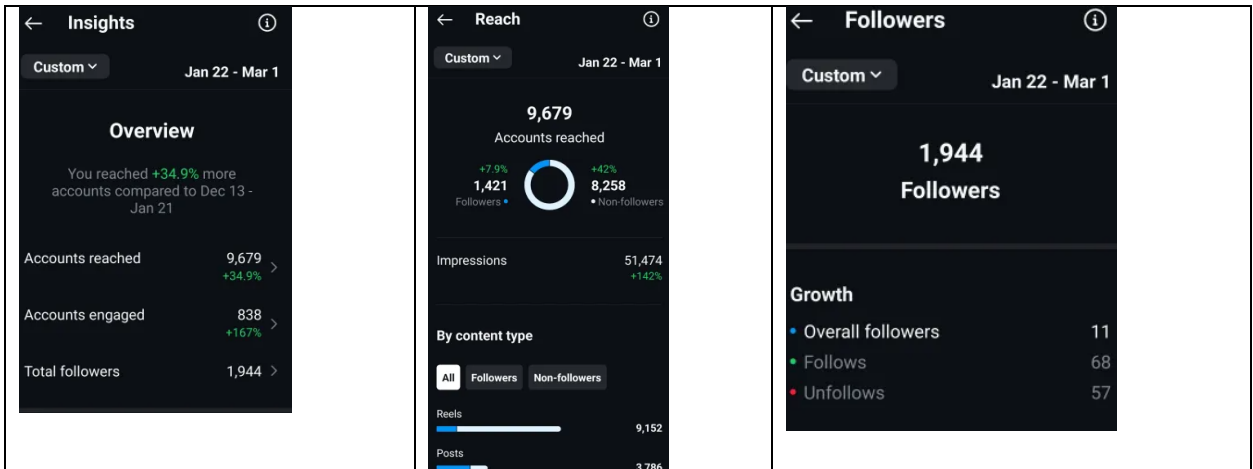 Insights
Custom
Jan 22 - Mar 1
Overview
You reached +34.9% more
accounts compared to Dec 13 -
Jan 21
Accounts reached 9,679
+34.9%
Accounts engaged 838
+167%
Total followers 1,944
Reach
Custom
Jan 22 - Mar 1
9,679
Accounts reached
+7.9%
1,421
Followers
+42%
8,258
Non-followers
Impressions 51,474
+142%
By content type
All Followers Non-followers
Reels
9,152
Posts
3,786
Followers
Custom
Jan 22 - Mar 1
1,944
Followers
Growth
Overall followers 11
Follows 68
Unfollows 57